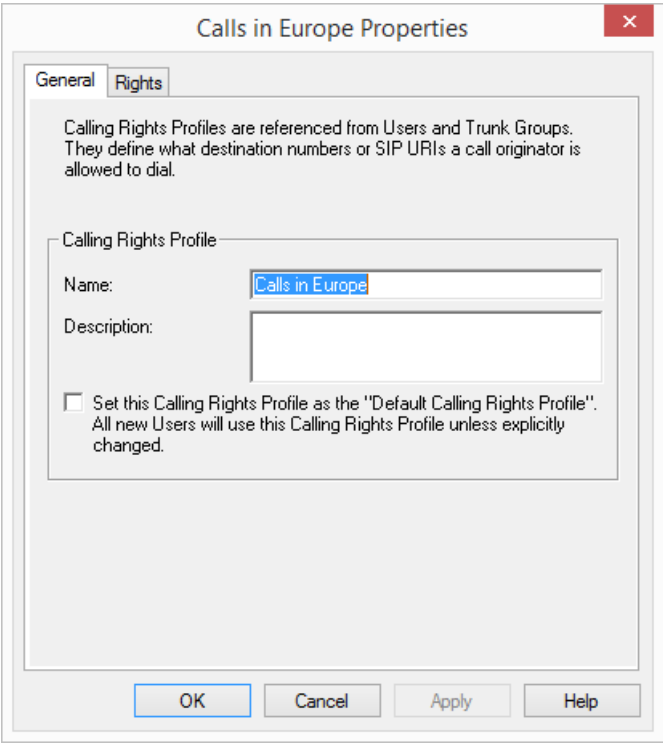 Calls in Europe Properties
General
Rights
Calling Rights Profiles are referenced from Users and Trunk Groups.
They define what destination numbers or SIP URIs a call originator is
allowed to dial.
Calling Rights Profile
Name:
Calls in Europe
Description:
Set this Calling Rights Profile as the "Default Calling Rights Profile".
All new Users will use this Calling Rights Profile unless explicitly
changed.
OK
Cancel
Apply
Help